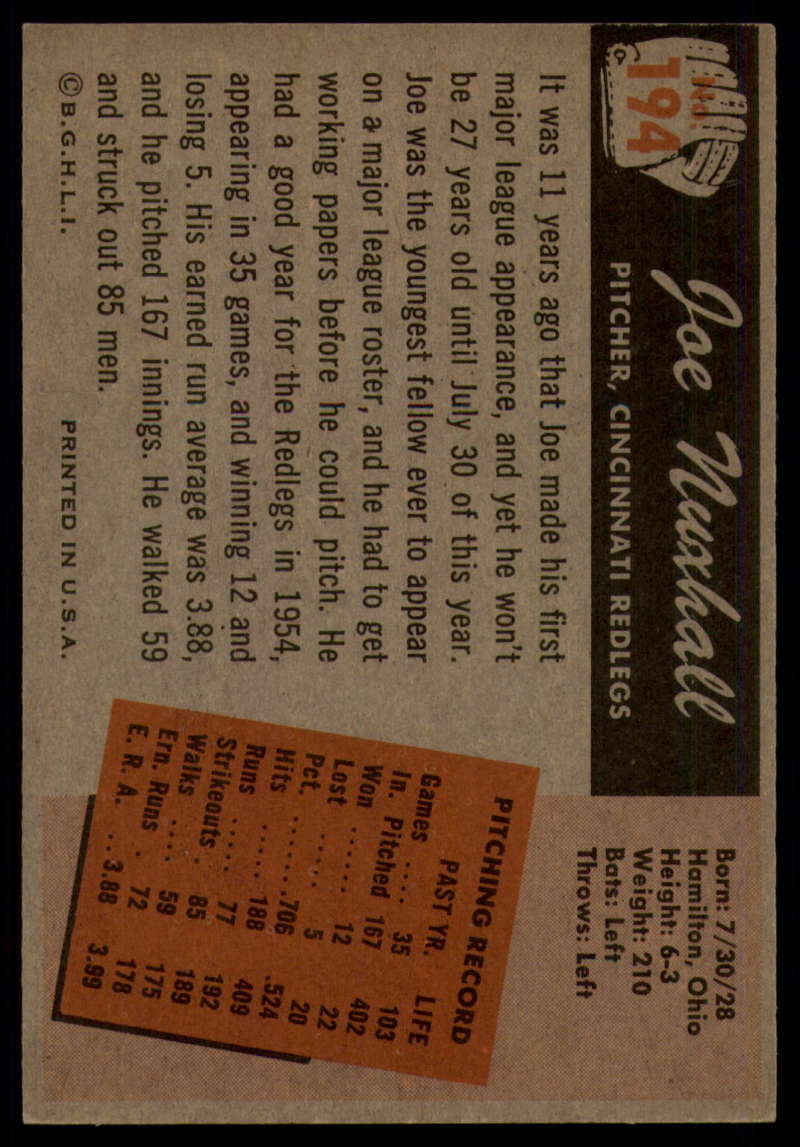 No.
194
Joe Nuxhall
PITCHER, CINCINNATI REDLEGS
Born: 7/30/28
Hamilton, Ohio
Height: 6-3
Weight: 210
Bats: Left
Throws: Left
It was 11 years ago that Joe made his first
major league appearance, and yet he won't
be 27 years old until July 30 of this year.
Joe was the youngest fellow ever to appear
on a major league roster, and he had to get
working papers before he could pitch. He
had a good year for the Redlegs in 1954,
appearing in 35 games, and winning 12 and
losing 5. His earned run average was 3.88,
and he pitched 167 innings. He walked 59
and struck out 85 men.
©B.G.H.L.I. PRINTED IN U.S.A.
PITCHING RECORD
PAST YR. LIFE
Games .... 35 103
In. Pitched 167 402
Won ...... 12 22
Lost ..... 5 20
Pct. .......706 .524
Hits ...... 188 409
Runs ..... 77 192
Strikeouts . 85 189
Walks .... 59 175
Ern. Runs . 72 178
E. R. A. ..3.88 3.99